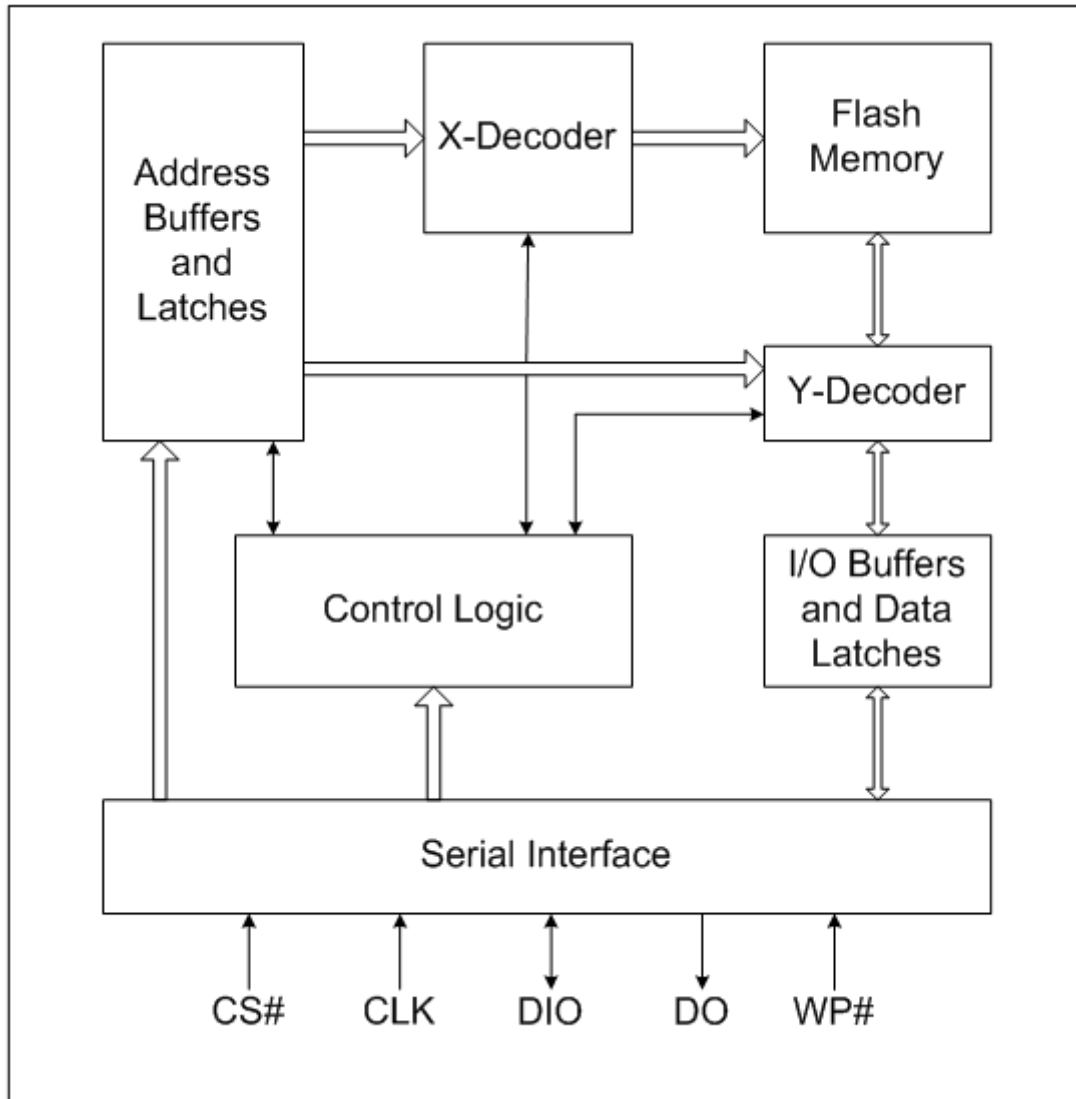 Address
Buffers
and
Latches
X-Decoder
Flash
Memory
Y-Decoder
Control Logic
I/O Buffers
and Data
Latches
Serial Interface
CS# CLK DIO DO WP#